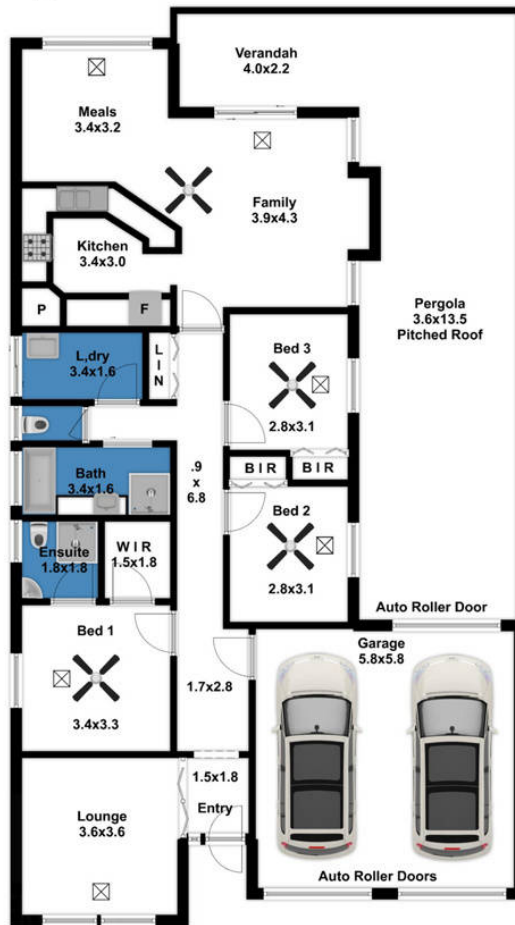 Verandah
4.0x2.2
Meals
3.4x3.2
Family
3.9x4.3
Kitchen
3.4x3.0
P
F
Pergola
3.6x13.5
Pitched Roof
L,dry
3.4x1.6
L
I
N
Bed 3
2.8x3.1
.9
x
6.8
BIR
BIR
Bath
3.4x1.6
Bed 2
2.8x3.1
Ensuite
1.8x1.8
WIR
1.5x1.8
Auto Roller Door
Garage
5.8x5.8
Bed 1
3.4x3.3
1.7x2.8
1.5x1.8
Entry
Lounge
3.6x3.6
Auto Roller Doors